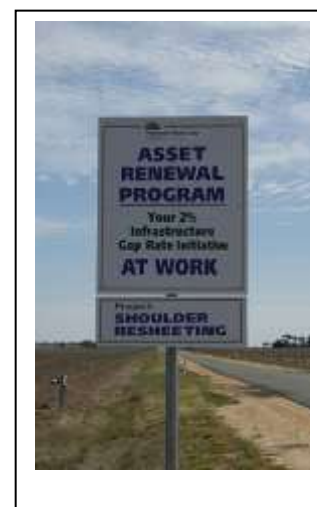 ASSET
RENEWAL
PROGRAM
Your 2%
Infrastructure
Gap Rate Initiative
AT WORK
Project:
SHOULDER
RESHEETING